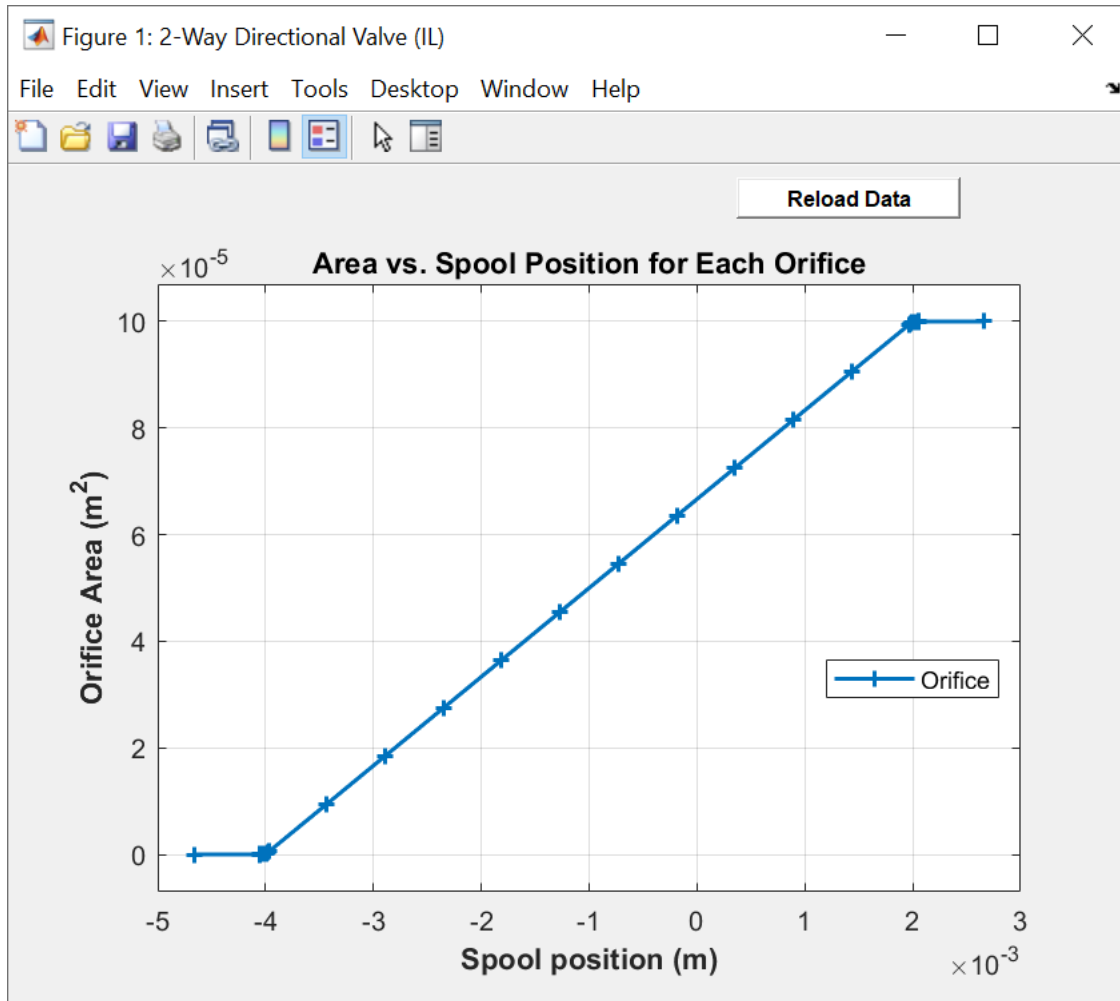 Figure 1: 2-Way Directional Valve (IL)
File Edit View Insert Tools Desktop Window Help
Reload Data
×10⁻⁵
Area vs. Spool Position for Each Orifice
10
8
6
4
2
0
Orifice Area (m²)
Orifice
-5 -4 -3 -2 -1 0 1 2 3
Spool position (m)
×10⁻³